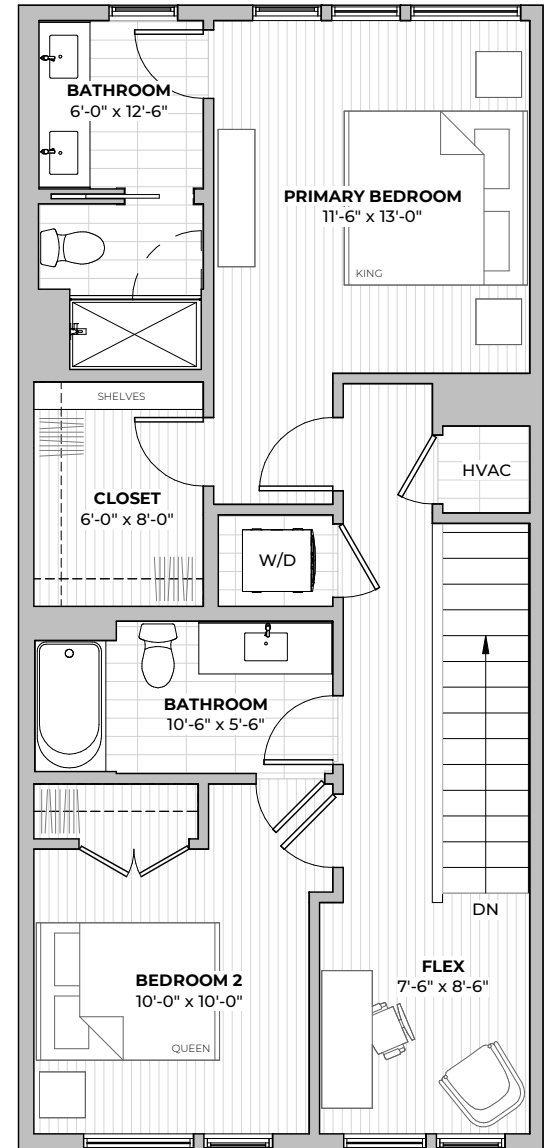 BATHROOM
6'-0" x 12'-6"
PRIMARY BEDROOM
11'-6" x 13'-0"
KING
SHELVES
CLOSET
6'-0" x 8'-0"
HVAC
W/D
BATHROOM
10'-6" x 5'-6"
DN
FLEX
7'-6" x 8'-6"
BEDROOM 2
10'-0" x 10'-0"
QUEEN